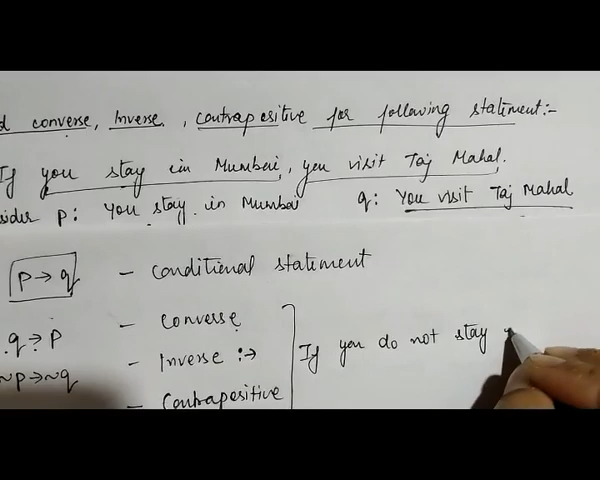 converse, Inverse, contrapositive for following statement:-
If you stay in Mumbai, you visit Taj Mahal.
p: You stay in Mumbai q: You visit Taj Mahal
p→q - conditional statement
q→p - Converse
~p→~q - Inverse :→ If you do not stay
- Contrapositive